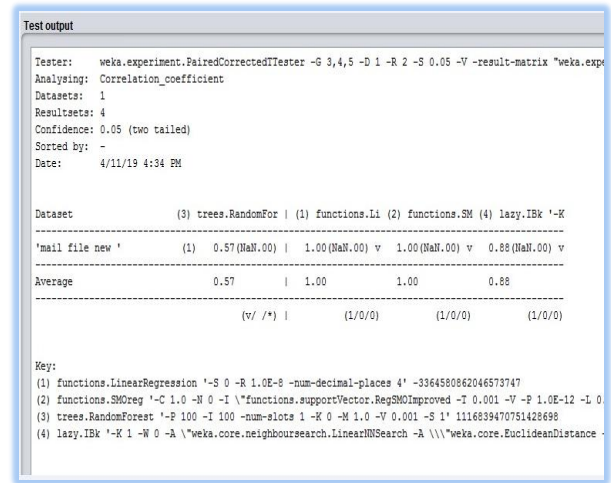 Test output
Tester: weka.experiment.PairedCorrectedTTester -G 3,4,5 -D 1 -R 2 -S 0.05 -V -result-matrix "weka.expe
Analysing: Correlation_coefficient
Datasets: 1
Resultsets: 4
Confidence: 0.05 (two tailed)
Sorted by: -
Date: 4/11/19 4:34 PM
Dataset (3) trees.RandomFor | (1) functions.Li (2) functions.SM (4) lazy.IBk '-K
--------------------------------------------------------------------------------
'mail file new ' (1) 0.57(NaN.00) | 1.00(NaN.00) v 1.00(NaN.00) v 0.88(NaN.00) v
--------------------------------------------------------------------------------
Average 0.57 | 1.00 1.00 0.88
--------------------------------------------------------------------------------
(v/ /*) | (1/0/0) (1/0/0) (1/0/0)
Key:
(1) functions.LinearRegression '-S 0 -R 1.0E-8 -num-decimal-places 4' -3364580862046573747
(2) functions.SMOreg '-C 1.0 -N 0 -I \"functions.supportVector.RegSMOImproved -T 0.001 -V -P 1.0E-12 -L 0.
(3) trees.RandomForest '-P 100 -I 100 -num-slots 1 -K 0 -M 1.0 -V 0.001 -S 1' 1116839470751428698
(4) lazy.IBk '-K 1 -W 0 -A \"weka.core.neighboursearch.LinearNNSearch -A \\\"weka.core.EuclideanDistance -